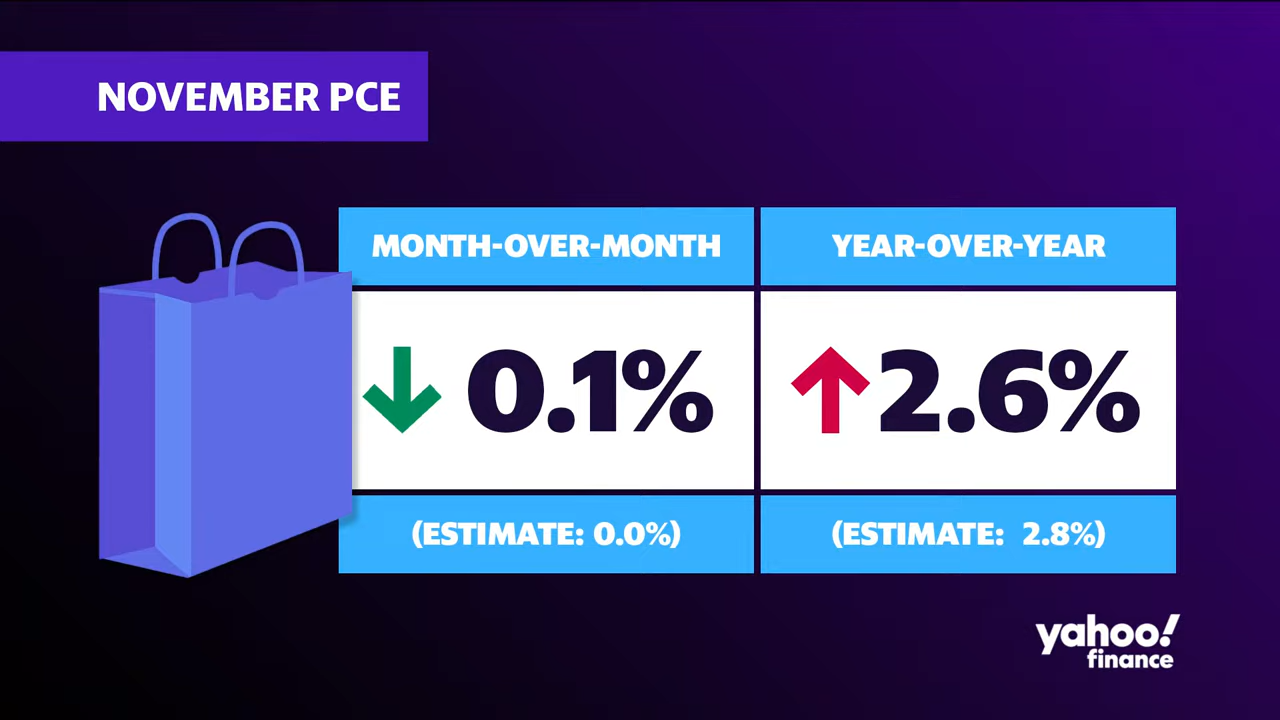 NOVEMBER PCE
MONTH-OVER-MONTH
YEAR-OVER-YEAR
0.1%
2.6%
(ESTIMATE: 0.0%)
(ESTIMATE: 2.8%)
yahoo!
finance